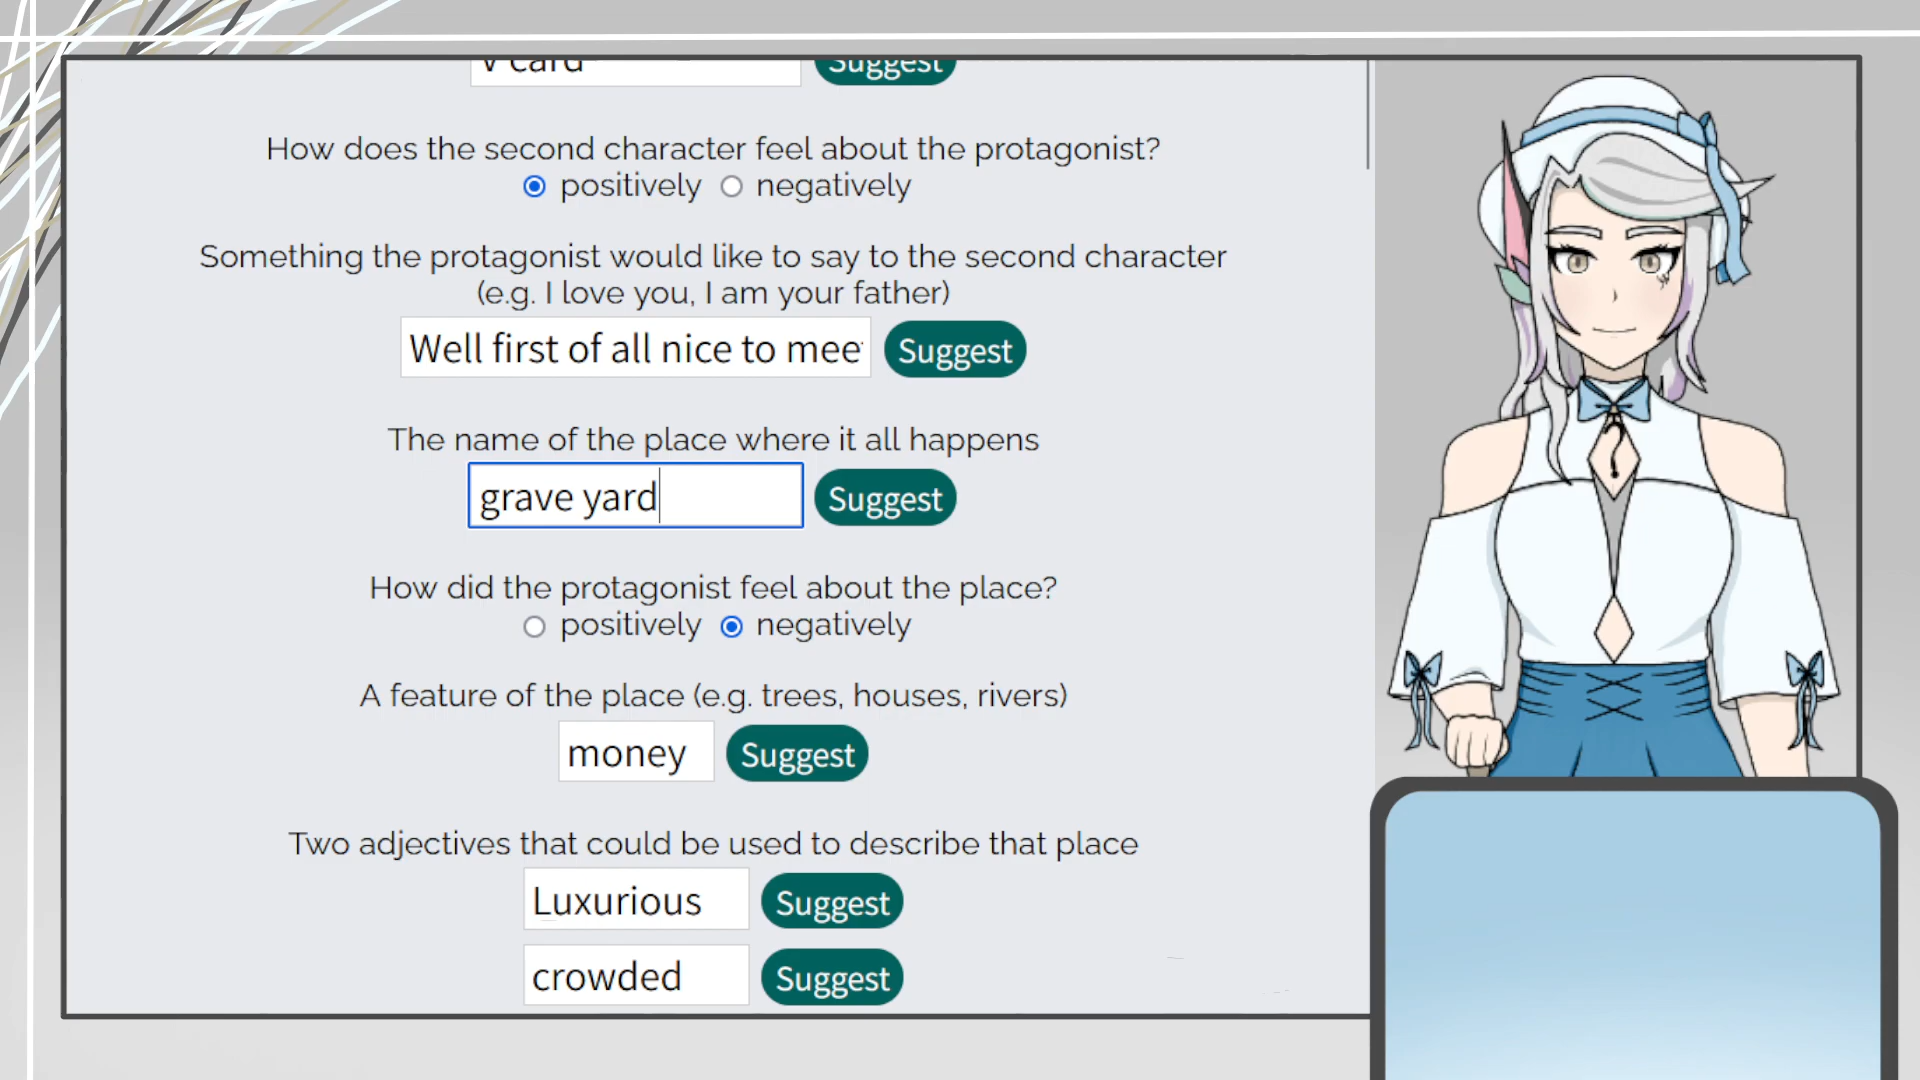 v card Suggest
How does the second character feel about the protagonist?
positively negatively
Something the protagonist would like to say to the second character
(e.g. I love you, I am your father)
Well first of all nice to mee Suggest
The name of the place where it all happens
grave yard Suggest
How did the protagonist feel about the place?
positively negatively
A feature of the place (e.g. trees, houses, rivers)
money Suggest
Two adjectives that could be used to describe that place
Luxurious Suggest
crowded Suggest
?